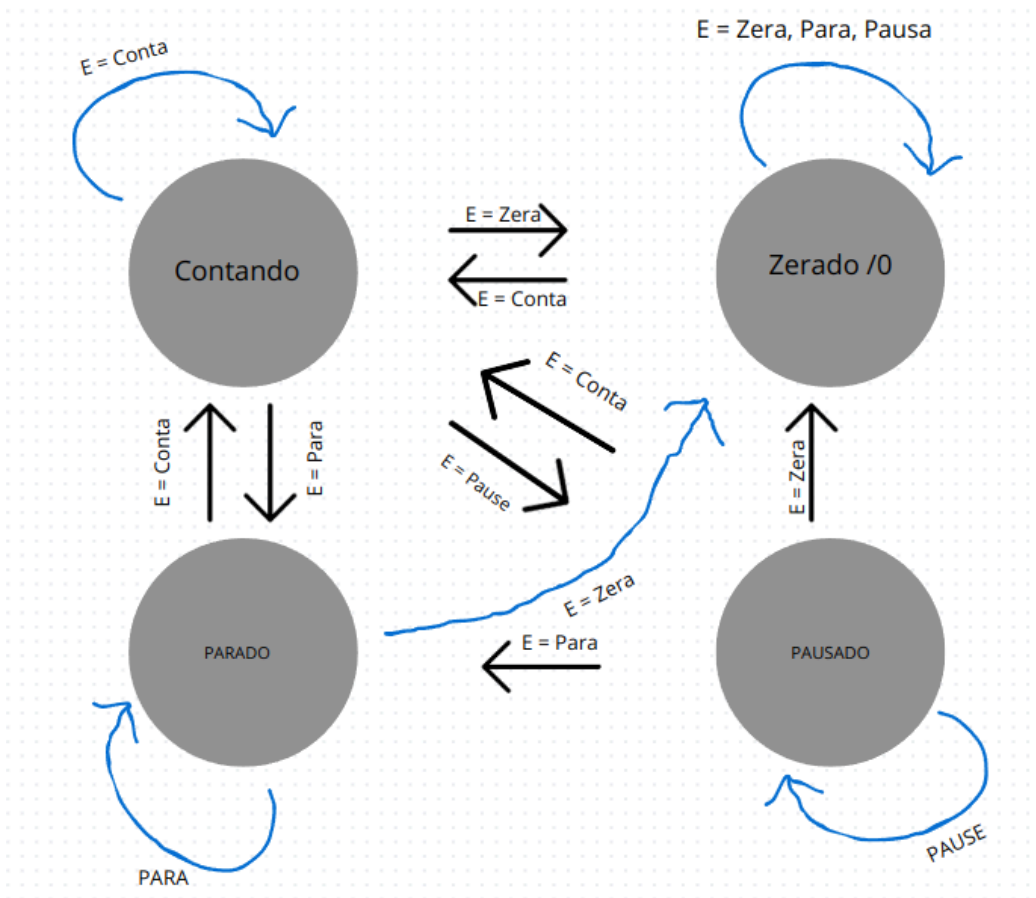 E = Zera, Para, Pausa
E = Conta
E = Zera
Contando
Zerado /0
E = Conta
E = Conta
E = Conta
E = Para
E = Pause
E = Zera
E = Zera
E = Para
PARADO
PAUSADO
PAUSE
PARA